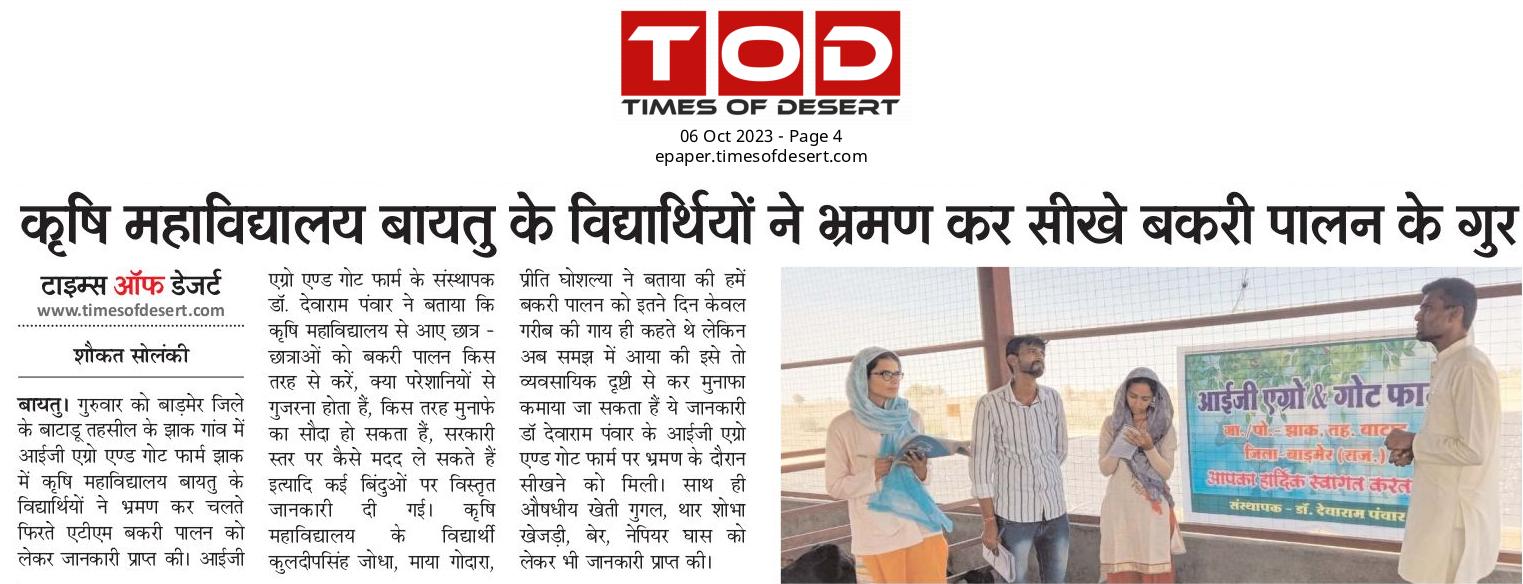 TOD
TIMES OF DESERT
06 Oct 2023 - Page 4
epaper.timesofdesert.com
कृषि महाविद्यालय बायतु के विद्यार्थियों ने भ्रमण कर सीखे बकरी पालन के गुर
टाइम्स ऑफ डेजर्ट
www.timesofdesert.com
शौकत सोलंकी
बायतु। गुरुवार को बाड़मेर जिले
के बाटाडू तहसील के झाक गांव में
आईजी एग्रो एण्ड गोट फार्म झाक
में कृषि महाविद्यालय बायतु के
विद्यार्थियों ने भ्रमण कर चलते
फिरते एटीएम बकरी पालन को
लेकर जानकारी प्राप्त की। आईजी
एग्रो एण्ड गोट फार्म के संस्थापक
डॉ. देवाराम पंवार ने बताया कि
कृषि महाविद्यालय से आए छात्र -
छात्राओं को बकरी पालन किस
तरह से करें, क्या परेशानियों से
गुजरना होता हैं, किस तरह मुनाफे
का सौदा हो सकता हैं, सरकारी
स्तर पर कैसे मदद ले सकते हैं
इत्यादि कई बिंदुओं पर विस्तृत
जानकारी दी गई। कृषि
महाविद्यालय के विद्यार्थी
कुलदीपसिंह जोधा, माया गोदारा,
प्रीति घोशल्या ने बताया की हमें
बकरी पालन को इतने दिन केवल
गरीब की गाय ही कहते थे लेकिन
अब समझ में आया की इसे तो
व्यवसायिक दृष्टी से कर मुनाफा
कमाया जा सकता हैं ये जानकारी
डॉ देवाराम पंवार के आईजी एग्रो
एण्ड गोट फार्म पर भ्रमण के दौरान
सीखने को मिली। साथ ही
औषधीय खेती गुगल, थार शोभा
खेजड़ी, बेर, नेपियर घास को
लेकर भी जानकारी प्राप्त की।
आईजी एग्रो & गोट फा
गा./पो.- झाक, तह. बाटा
जिला- बाड़मेर (राज.)
आपका हार्दिक स्वागत करत
संस्थापक - डॉ. देवाराम पंवार